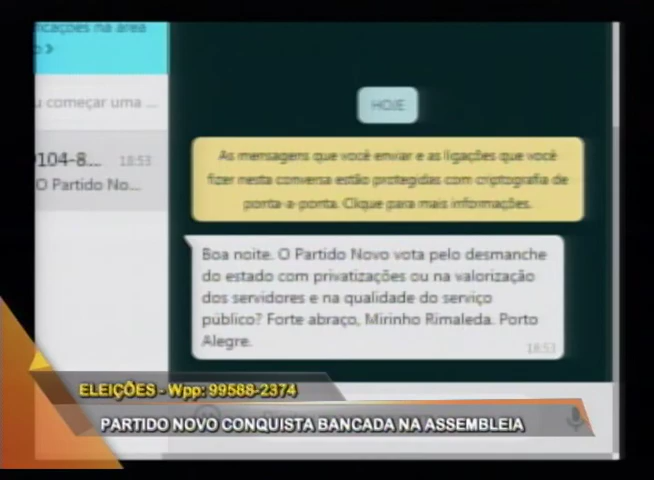 icações na área
o >
u começar uma ...
0104-8... 18:53
O Partido No...
HOJE
As mensagens que você enviar e as ligações que você
fizer nesta conversa estão protegidas com criptografia de
ponta-a-ponta. Clique para mais informações.
Boa noite. O Partido Novo vota pelo desmanche
do estado com privatizações ou na valorização
dos servidores e na qualidade do serviço
público? Forte abraço, Mirinho Rimaleda. Porto
Alegre.
18:53
ELEIÇÕES - Wpp: 99588-2374
PARTIDO NOVO CONQUISTA BANCADA NA ASSEMBLEIA